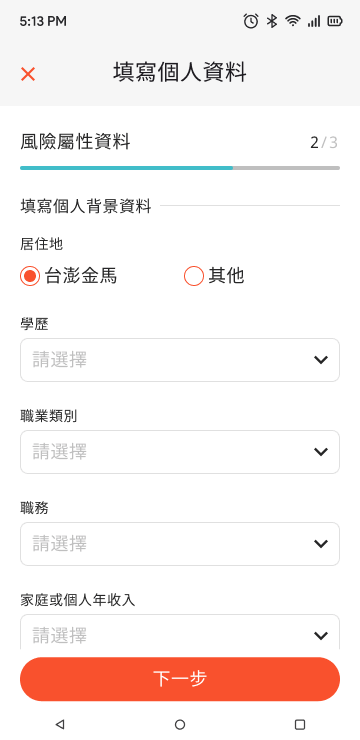 5:13 PM
填寫個人資料
風險屬性資料
2/3
填寫個人背景資料
居住地
台澎金馬
其他
學歷
請選擇
職業類別
請選擇
職務
請選擇
家庭或個人年收入
請選擇
下一步